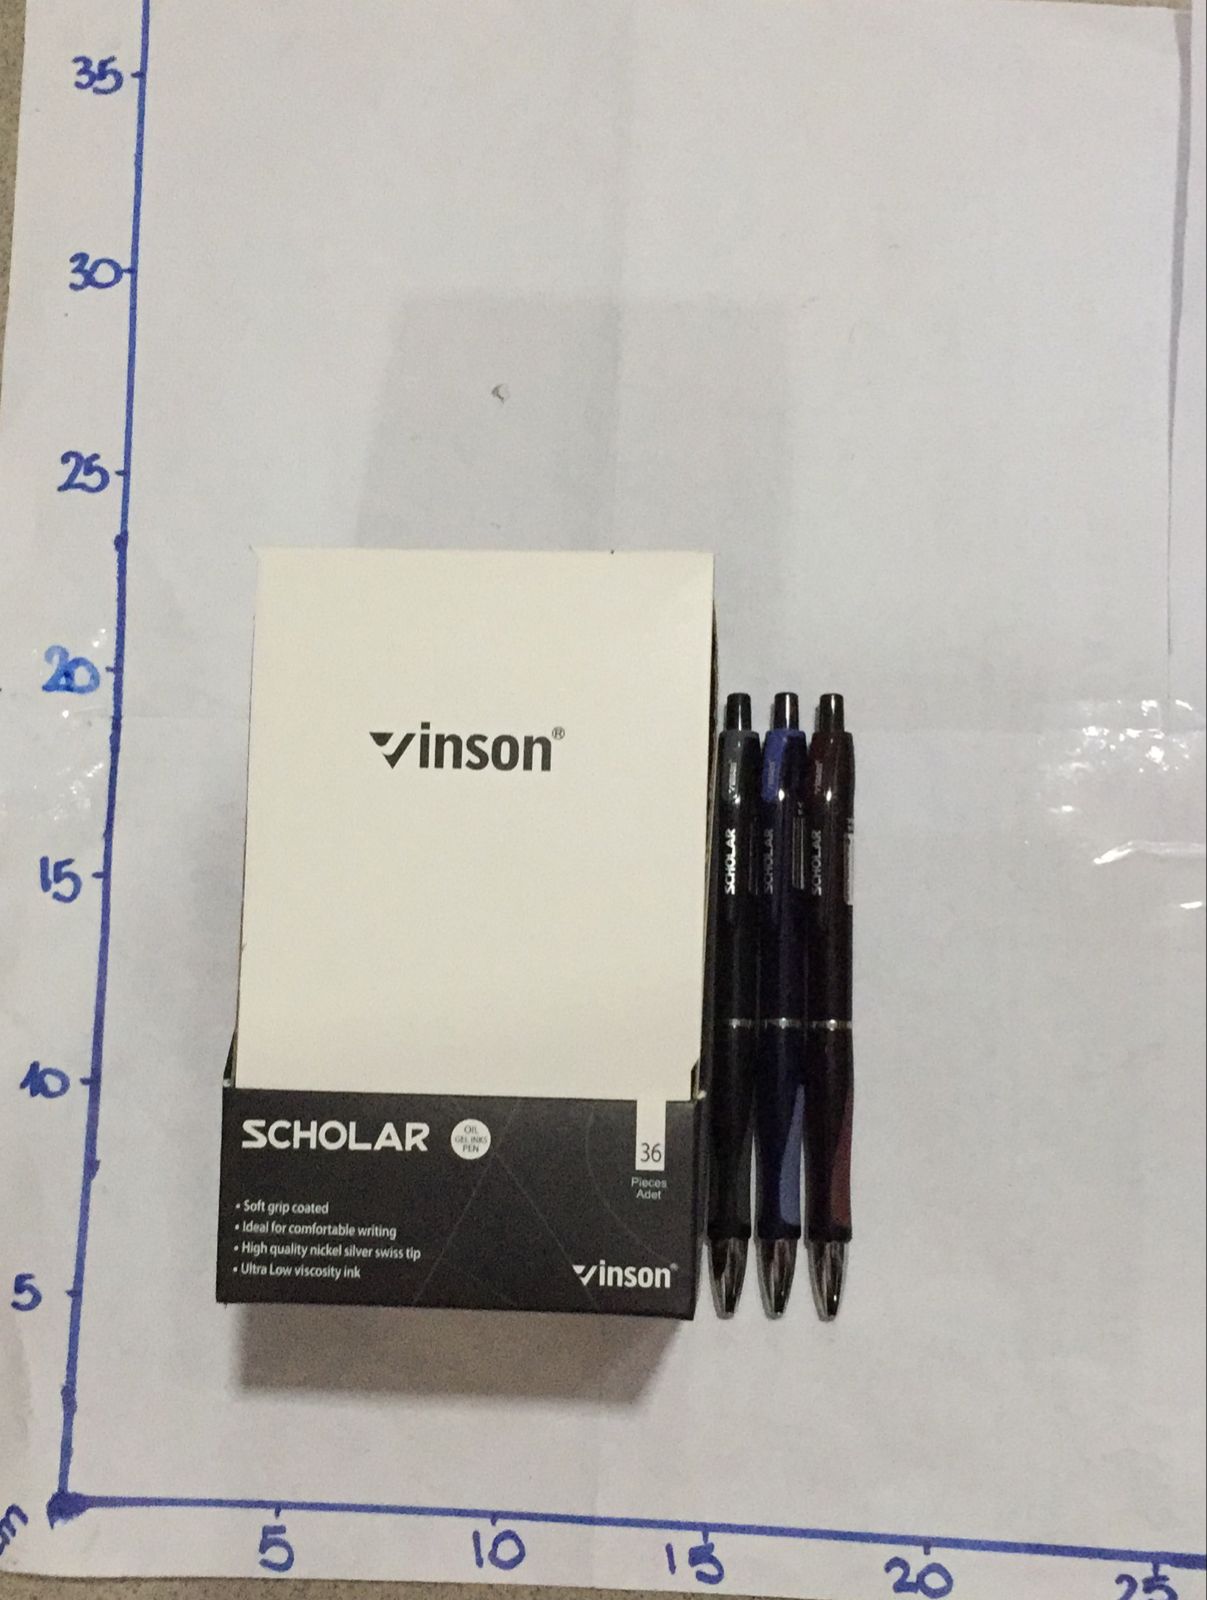 35
30
25
20
15
10
5
vinson®
SCHOLAR
OIL
GEL INKS
PEN
36
Pieces
Adet
• Soft grip coated
• Ideal for comfortable writing
• High quality nickel silver swiss tip
• Ultra Low viscosity ink
vinson®
SCHOLAR
SCHOLAR
SCHOLAR
5
10
15
20
25